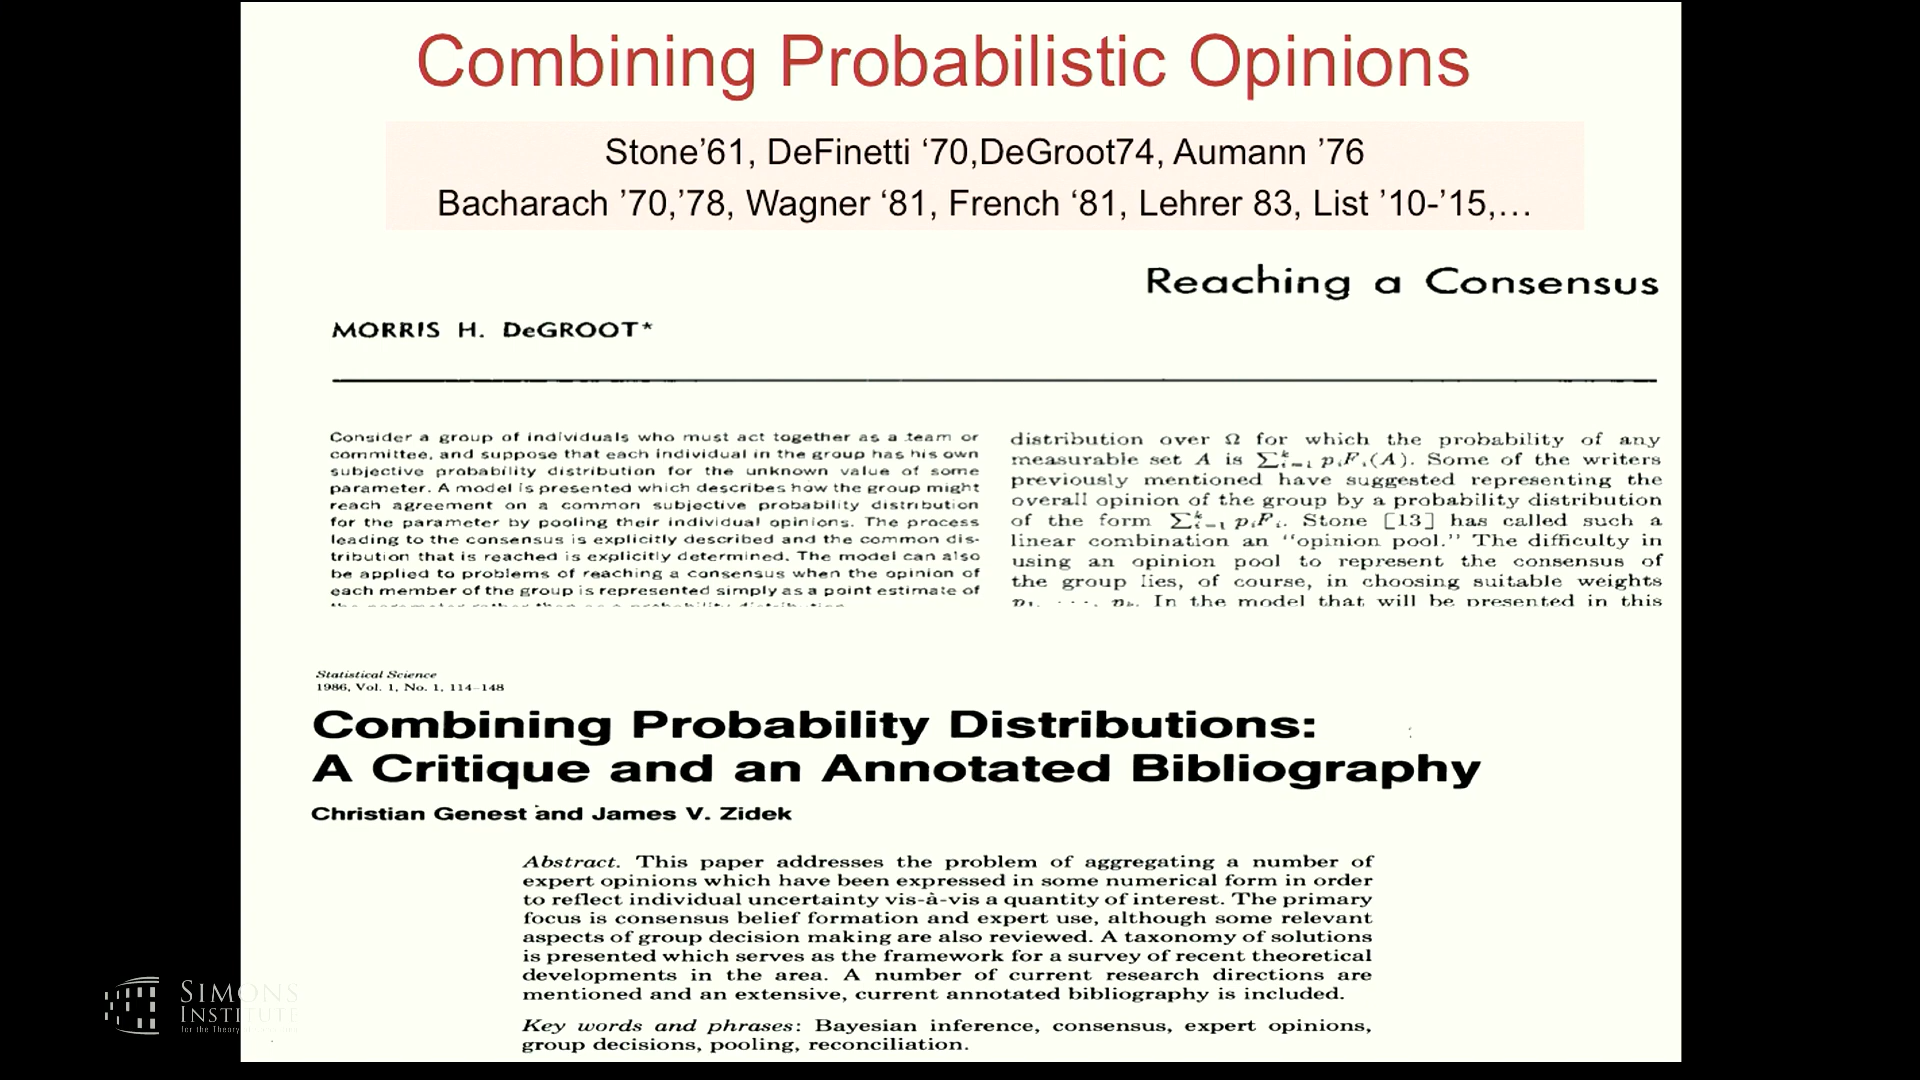 Combining Probabilistic Opinions
Stone’61, DeFinetti ‘70,DeGroot74, Aumann ’76
Bacharach ’70,’78, Wagner ‘81, French ‘81, Lehrer 83, List ’10-’15,…
Reaching a Consensus
MORRIS H. DeGROOT*
Consider a group of individuals who must act together as a team or
committee, and suppose that each individual in the group has his own
subjective probability distribution for the unknown value of some
parameter. A model is presented which describes how the group might
reach agreement on a common subjective probability distribution
for the parameter by pooling their individual opinions. The process
leading to the consensus is explicitly described and the common dis-
tribution that is reached is explicitly determined. The model can also
be applied to problems of reaching a consensus when the opinion of
each member of the group is represented simply as a point estimate of
distribution over Ω for which the probability of any
measurable set A is ∑ᵏᵢ₌₁ pᵢFᵢ(A). Some of the writers
previously mentioned have suggested representing the
overall opinion of the group by a probability distribution
of the form ∑ᵏᵢ₌₁ pᵢFᵢ. Stone [13] has called such a
linear combination an “opinion pool.” The difficulty in
using an opinion pool to represent the consensus of
the group lies, of course, in choosing suitable weights
p₁, ···, pₖ. In the model that will be presented in this
Statistical Science
1986, Vol. 1, No. 1, 114–148
Combining Probability Distributions:
A Critique and an Annotated Bibliography
Christian Genest and James V. Zidek
Abstract. This paper addresses the problem of aggregating a number of
expert opinions which have been expressed in some numerical form in order
to reflect individual uncertainty vis-à-vis a quantity of interest. The primary
focus is consensus belief formation and expert use, although some relevant
aspects of group decision making are also reviewed. A taxonomy of solutions
is presented which serves as the framework for a survey of recent theoretical
developments in the area. A number of current research directions are
mentioned and an extensive, current annotated bibliography is included.
Key words and phrases: Bayesian inference, consensus, expert opinions,
group decisions, pooling, reconciliation.
SIMONS
INSTITUTE
for the Theory of